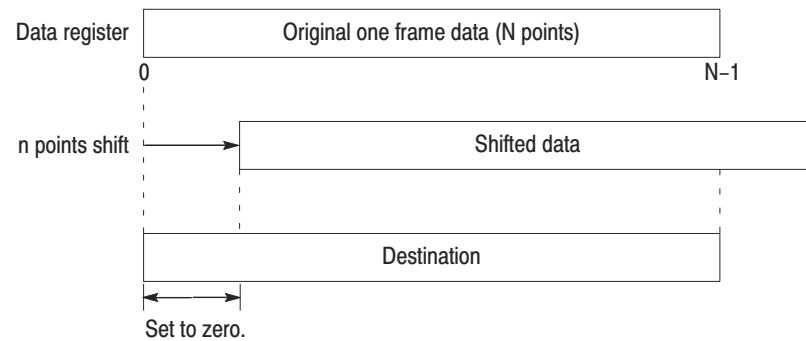 Data register
Original one frame data (N points)
0
N–1
n points shift
Shifted data
Destination
Set to zero.